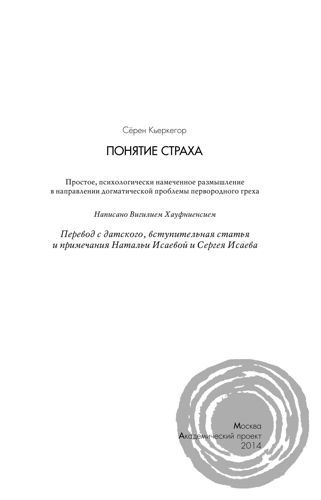 Сёрен Кьеркегор
ПОНЯТИЕ СТРАХА
Простое, психологически намеченное размышление
в направлении догматической проблемы первородного греха
Написано Вигилием Хауфниенсием
Перевод с датского, вступительная статья
и примечания Натальи Исаевой и Сергея Исаева
Москва
Академический проект
2014